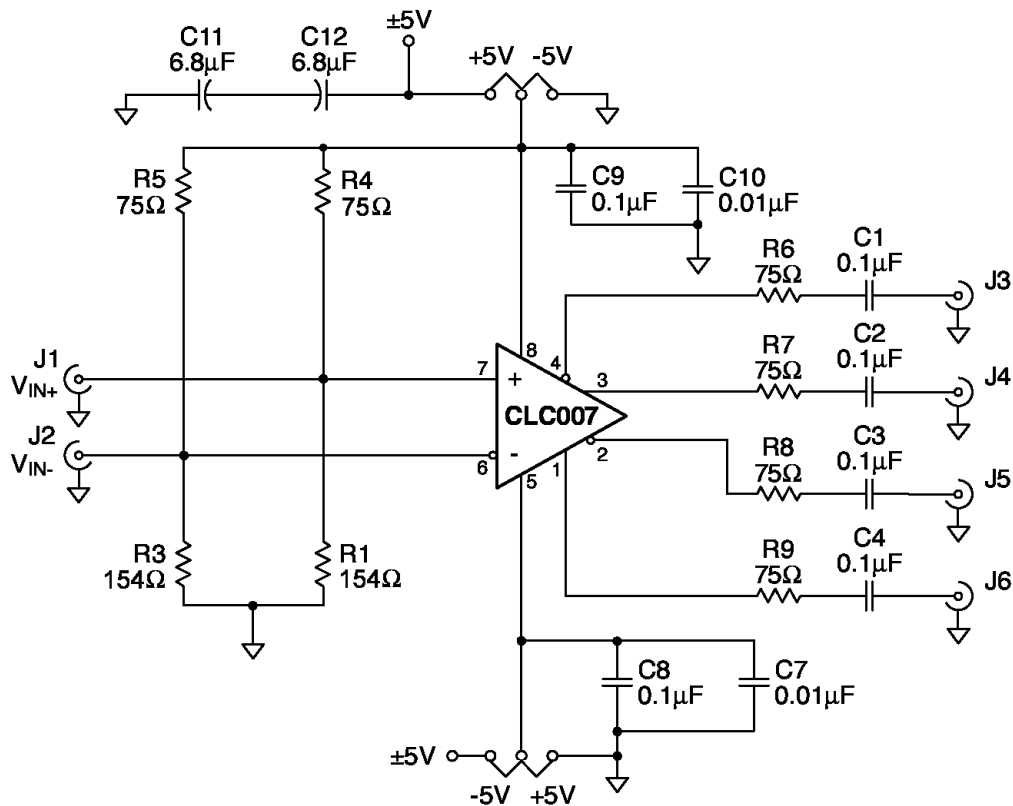 ±5V
C11
6.8µF
C12
6.8µF
+5V
-5V
R5
75Ω
R4
75Ω
C9
0.1µF
C10
0.01µF
R6
75Ω
C1
0.1µF
J3
J1
VIN+
7
+
8
4
3
R7
75Ω
C2
0.1µF
J4
CLC007
J2
VIN-
6
-
5
1
2
R8
75Ω
C3
0.1µF
J5
R3
154Ω
R1
154Ω
R9
75Ω
C4
0.1µF
J6
C8
0.1µF
C7
0.01µF
±5V
-5V
+5V